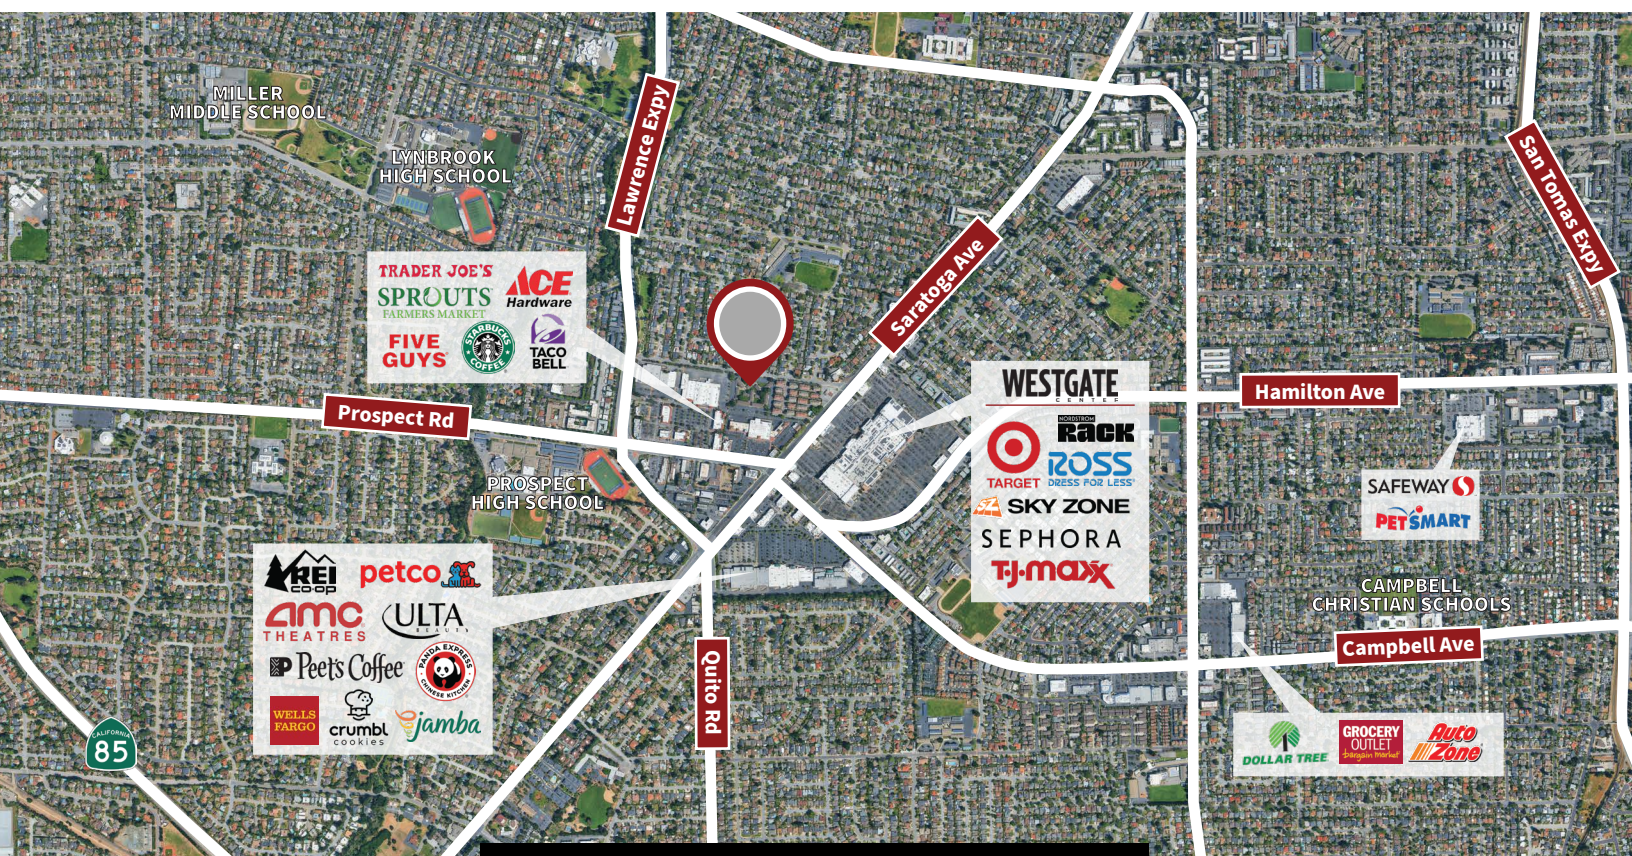 MILLER
MIDDLE SCHOOL
LYNBROOK
HIGH SCHOOL
Lawrence Expy
San Tomas Expy
Saratoga Ave
TRADER JOE'S
ACE
Hardware
SPROUTS
FARMERS MARKET
FIVE
GUYS
STARBUCKS
COFFEE
TACO
BELL
WESTGATE
CENTER
Hamilton Ave
Prospect Rd
NORDSTROM
RACK
TARGET
ROSS
DRESS FOR LESS
SKY ZONE
SZ
SEPHORA
T·J·maxx
SAFEWAY
PETSMART
PROSPECT
HIGH SCHOOL
REI
CO·OP
petco
AMC
THEATRES
ULTA
BEAUTY
P
Peet's Coffee
PANDA EXPRESS
CHINESE KITCHEN
WELLS
FARGO
crumbl
cookies
jamba
CAMPBELL
CHRISTIAN SCHOOLS
Campbell Ave
Quito Rd
CALIFORNIA
85
DOLLAR TREE
GROCERY
OUTLET
bargain market
Auto
Zone